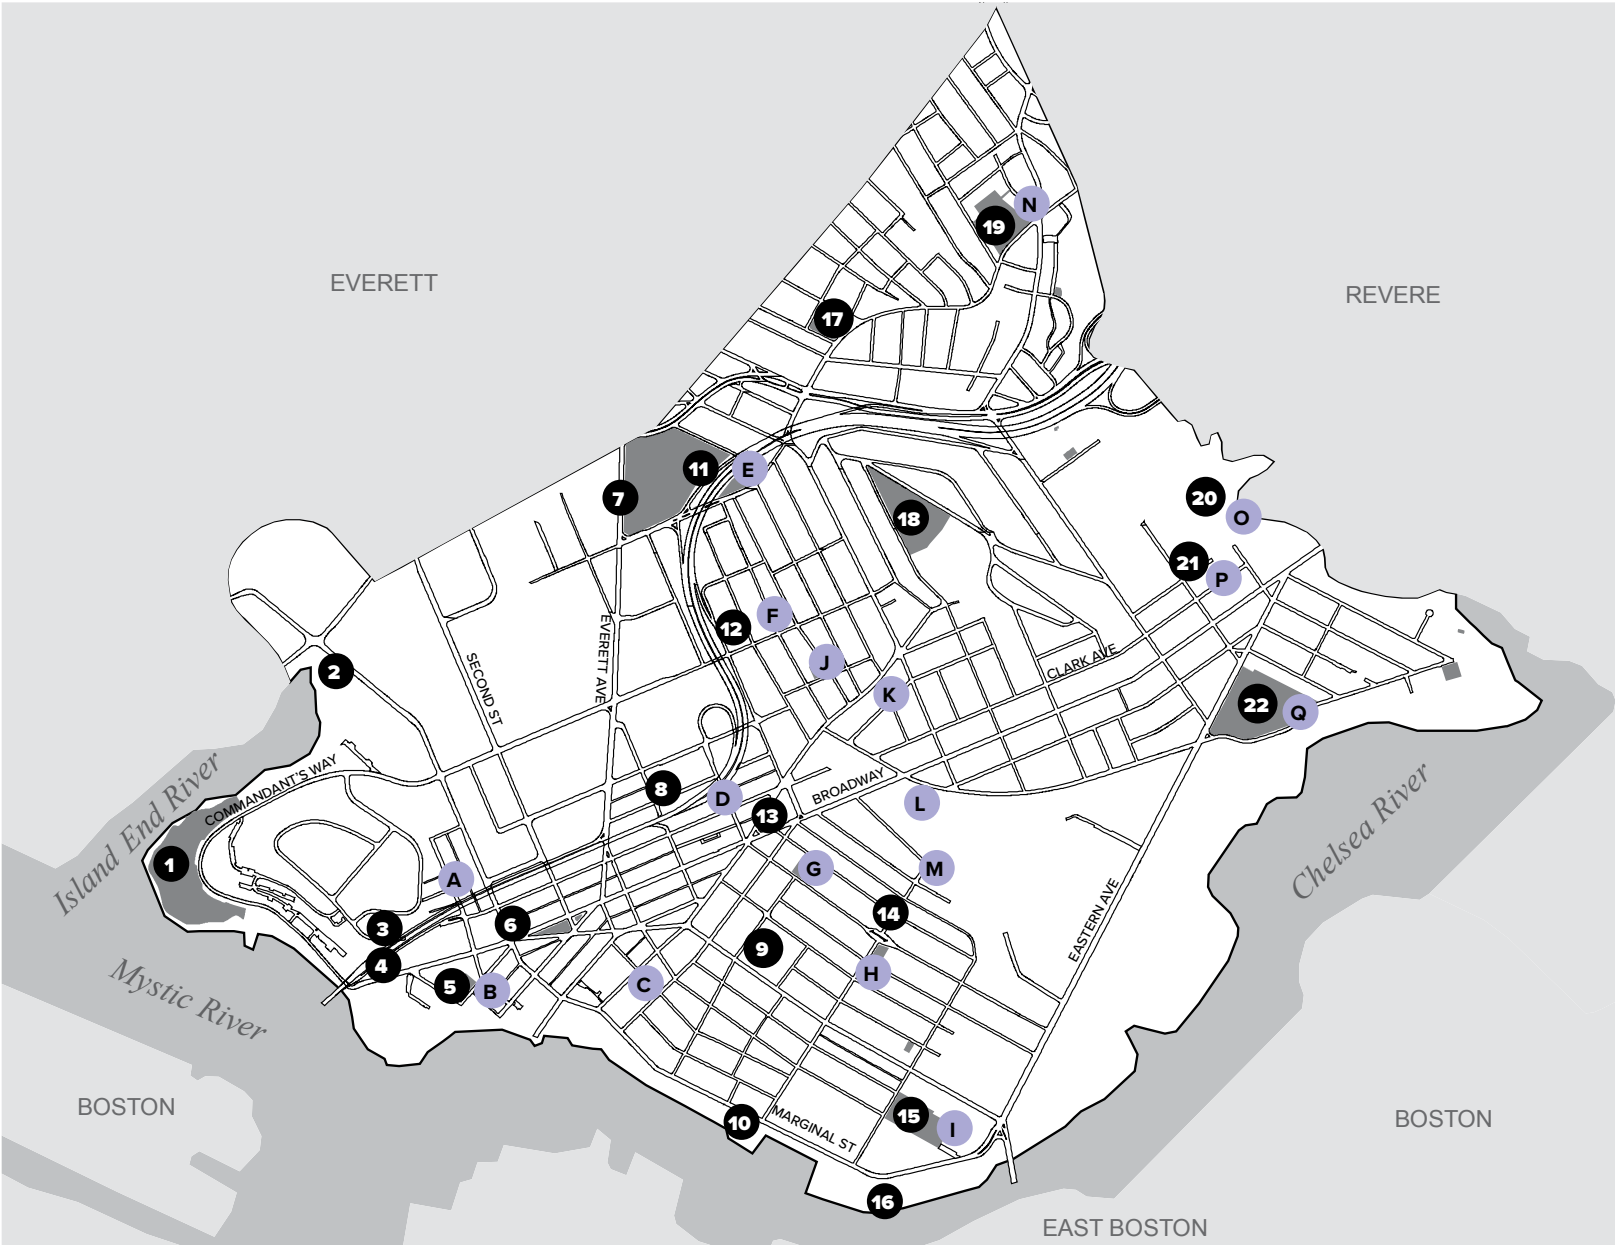 N
19
EVERETT
REVERE
17
11
E
7
20
O
18
21
P
F
12
EVERETT AVE
J
CLARK AVE
2
SECOND ST
K
22
Q
COMMANDANT'S WAY
Island End River
8
D
BROADWAY
L
13
Chelsea River
1
A
G
M
14
EASTERN AVE
6
3
9
4
H
5
B
C
Mystic River
BOSTON
10
MARGINAL ST
15
I
BOSTON
16
EAST BOSTON